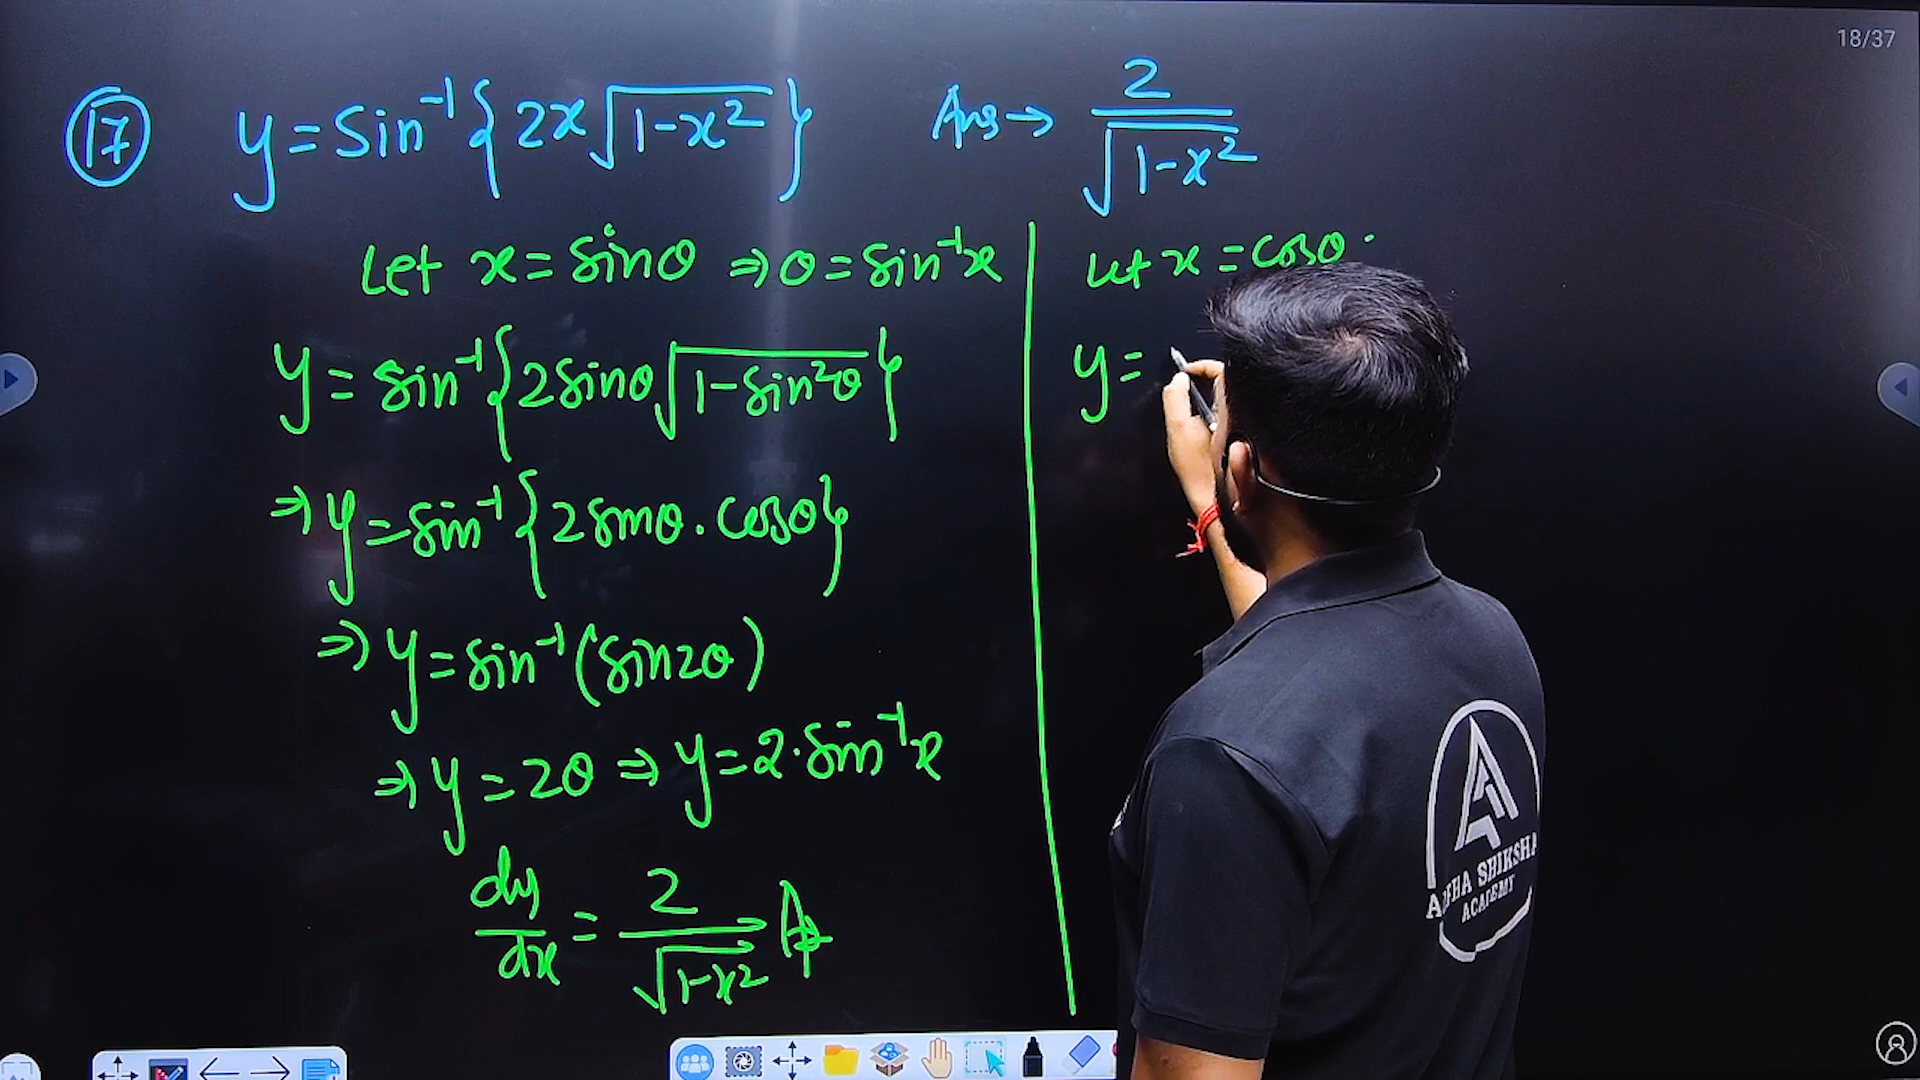 18/37
⑰ y = Sin⁻¹{2x√(1-x²)} Ans → 2/√(1-x²)
Let x = sinθ ⇒ θ = sin⁻¹x
y = sin⁻¹{2sinθ√(1-sin²θ)}
⇒ y = sin⁻¹{2sinθ.cosθ}
⇒ y = sin⁻¹(sin2θ)
⇒ y = 2θ ⇒ y = 2.sin⁻¹x
dy/dx = 2/√(1-x²)
Let x = cosθ.
y =
ALPHA SHIKSHA
ACADEMY